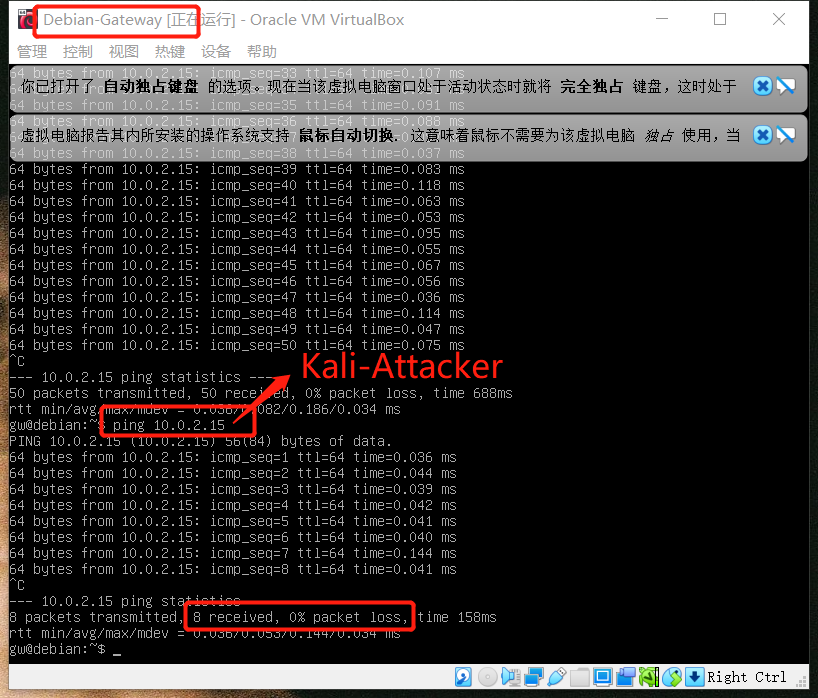 Debian-Gateway [正在运行] - Oracle VM VirtualBox
管理 控制 视图 热键 设备 帮助
64 bytes from 10.0.2.15: icmp_seq=33 ttl=64 time=0.107 ms
你已打开了 自动独占键盘 的选项。现在当该虚拟电脑窗口处于活动状态时就将 完全独占 键盘，这时处于
64 bytes from 10.0.2.15: icmp_seq=35 ttl=64 time=0.091 ms
虚拟电脑报告其内所安装的操作系统支持 鼠标自动切换. 这意味着鼠标不需要为该虚拟电脑 独占 使用，当
64 bytes from 10.0.2.15: icmp_seq=38 ttl=64 time=0.037 ms
64 bytes from 10.0.2.15: icmp_seq=39 ttl=64 time=0.083 ms
64 bytes from 10.0.2.15: icmp_seq=40 ttl=64 time=0.118 ms
64 bytes from 10.0.2.15: icmp_seq=41 ttl=64 time=0.063 ms
64 bytes from 10.0.2.15: icmp_seq=42 ttl=64 time=0.053 ms
64 bytes from 10.0.2.15: icmp_seq=43 ttl=64 time=0.095 ms
64 bytes from 10.0.2.15: icmp_seq=44 ttl=64 time=0.055 ms
64 bytes from 10.0.2.15: icmp_seq=45 ttl=64 time=0.067 ms
64 bytes from 10.0.2.15: icmp_seq=46 ttl=64 time=0.056 ms
64 bytes from 10.0.2.15: icmp_seq=47 ttl=64 time=0.036 ms
64 bytes from 10.0.2.15: icmp_seq=48 ttl=64 time=0.114 ms
64 bytes from 10.0.2.15: icmp_seq=49 ttl=64 time=0.047 ms
64 bytes from 10.0.2.15: icmp_seq=50 ttl=64 time=0.075 ms
^C
--- 10.0.2.15 ping statistics ---
Kali-Attacker
50 packets transmitted, 50 received, 0% packet loss, time 688ms
rtt min/avg/max/mdev = 0.036/0.082/0.186/0.034 ms
gw@debian:~$ ping 10.0.2.15
PING 10.0.2.15 (10.0.2.15) 56(84) bytes of data.
64 bytes from 10.0.2.15: icmp_seq=1 ttl=64 time=0.036 ms
64 bytes from 10.0.2.15: icmp_seq=2 ttl=64 time=0.044 ms
64 bytes from 10.0.2.15: icmp_seq=3 ttl=64 time=0.039 ms
64 bytes from 10.0.2.15: icmp_seq=4 ttl=64 time=0.042 ms
64 bytes from 10.0.2.15: icmp_seq=5 ttl=64 time=0.041 ms
64 bytes from 10.0.2.15: icmp_seq=6 ttl=64 time=0.040 ms
64 bytes from 10.0.2.15: icmp_seq=7 ttl=64 time=0.144 ms
64 bytes from 10.0.2.15: icmp_seq=8 ttl=64 time=0.041 ms
^C
--- 10.0.2.15 ping statistics ---
8 packets transmitted, 8 received, 0% packet loss, time 158ms
rtt min/avg/max/mdev = 0.036/0.053/0.144/0.034 ms
gw@debian:~$ _
Right Ctrl